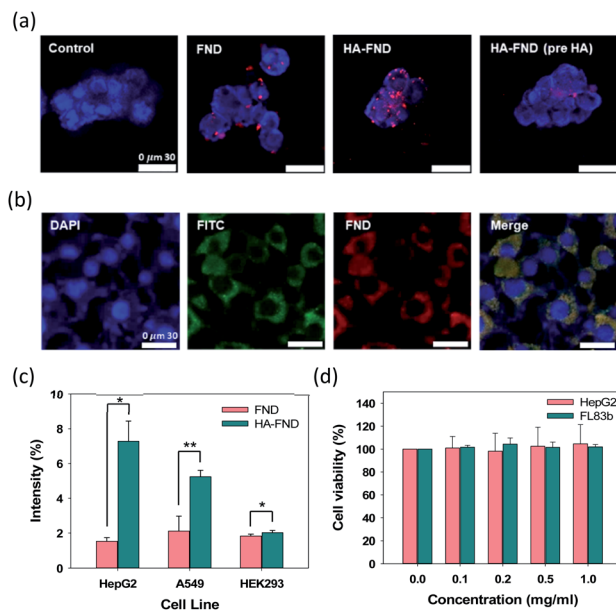 (a)
Control
FND
HA-FND
HA-FND (pre HA)
0 μm 30
(b)
DAPI
FITC
FND
Merge
0 μm 30
(c)
(d)
10
8
6
4
2
0
Intensity (%)
*
**
*
FND
HA-FND
HepG2
A549
HEK293
Cell Line
140
120
100
80
60
40
20
0
Cell viability (%)
HepG2
FL83b
0.0
0.1
0.2
0.5
1.0
Concentration (mg/ml)